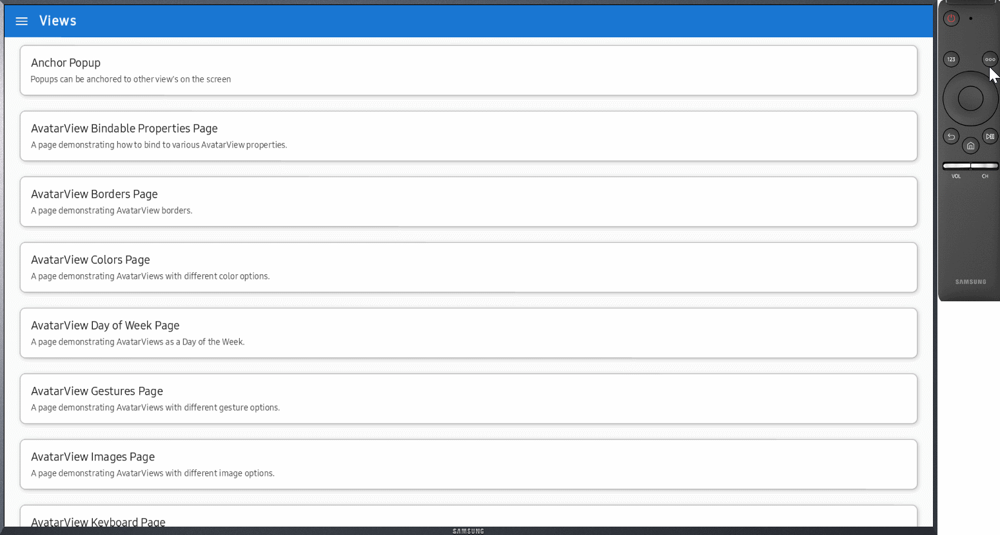 Views
Anchor Popup
Popups can be anchored to other view's on the screen
AvatarView Bindable Properties Page
A page demonstrating how to bind to various AvatarView properties.
AvatarView Borders Page
A page demonstrating AvatarView borders.
AvatarView Colors Page
A page demonstrating AvatarViews with different color options.
AvatarView Day of Week Page
A page demonstrating AvatarViews as a Day of the Week.
AvatarView Gestures Page
A page demonstrating AvatarViews with different gesture options.
AvatarView Images Page
A page demonstrating AvatarViews with different image options.
AvatarView Keyboard Page
SAMSUNG
123
VOL CH
SAMSUNG